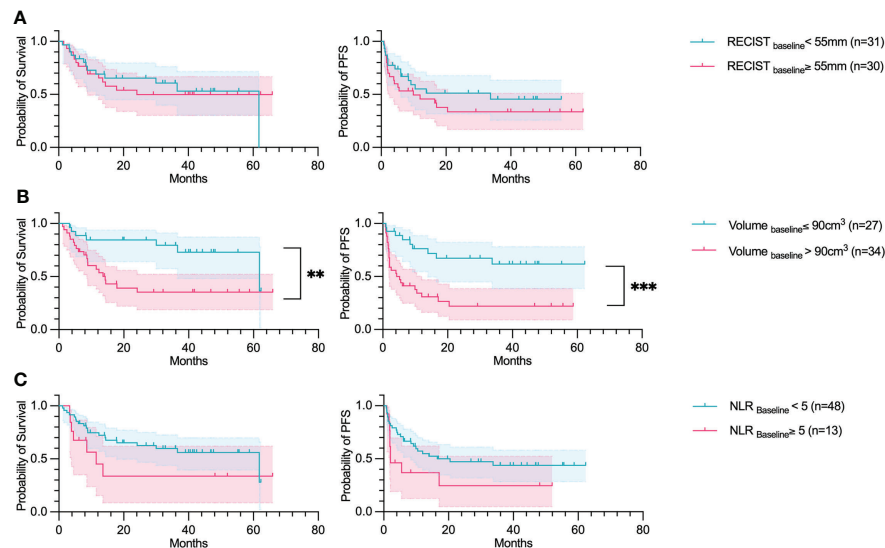 A
Probability of Survival
1.0
0.5
0.0
0 20 40 60 80
Months
Probability of PFS
1.0
0.5
0.0
0 20 40 60 80
Months
RECIST baseline < 55mm (n=31)
RECIST baseline ≥ 55mm (n=30)
B
Probability of Survival
1.0
0.5
0.0
0 20 40 60 80
Months
**
Probability of PFS
1.0
0.5
0.0
0 20 40 60 80
Months
***
Volume baseline ≤ 90cm³ (n=27)
Volume baseline > 90cm³ (n=34)
C
Probability of Survival
1.0
0.5
0.0
0 20 40 60 80
Months
Probability of PFS
1.0
0.5
0.0
0 20 40 60 80
Months
NLR Baseline < 5 (n=48)
NLR Baseline ≥ 5 (n=13)